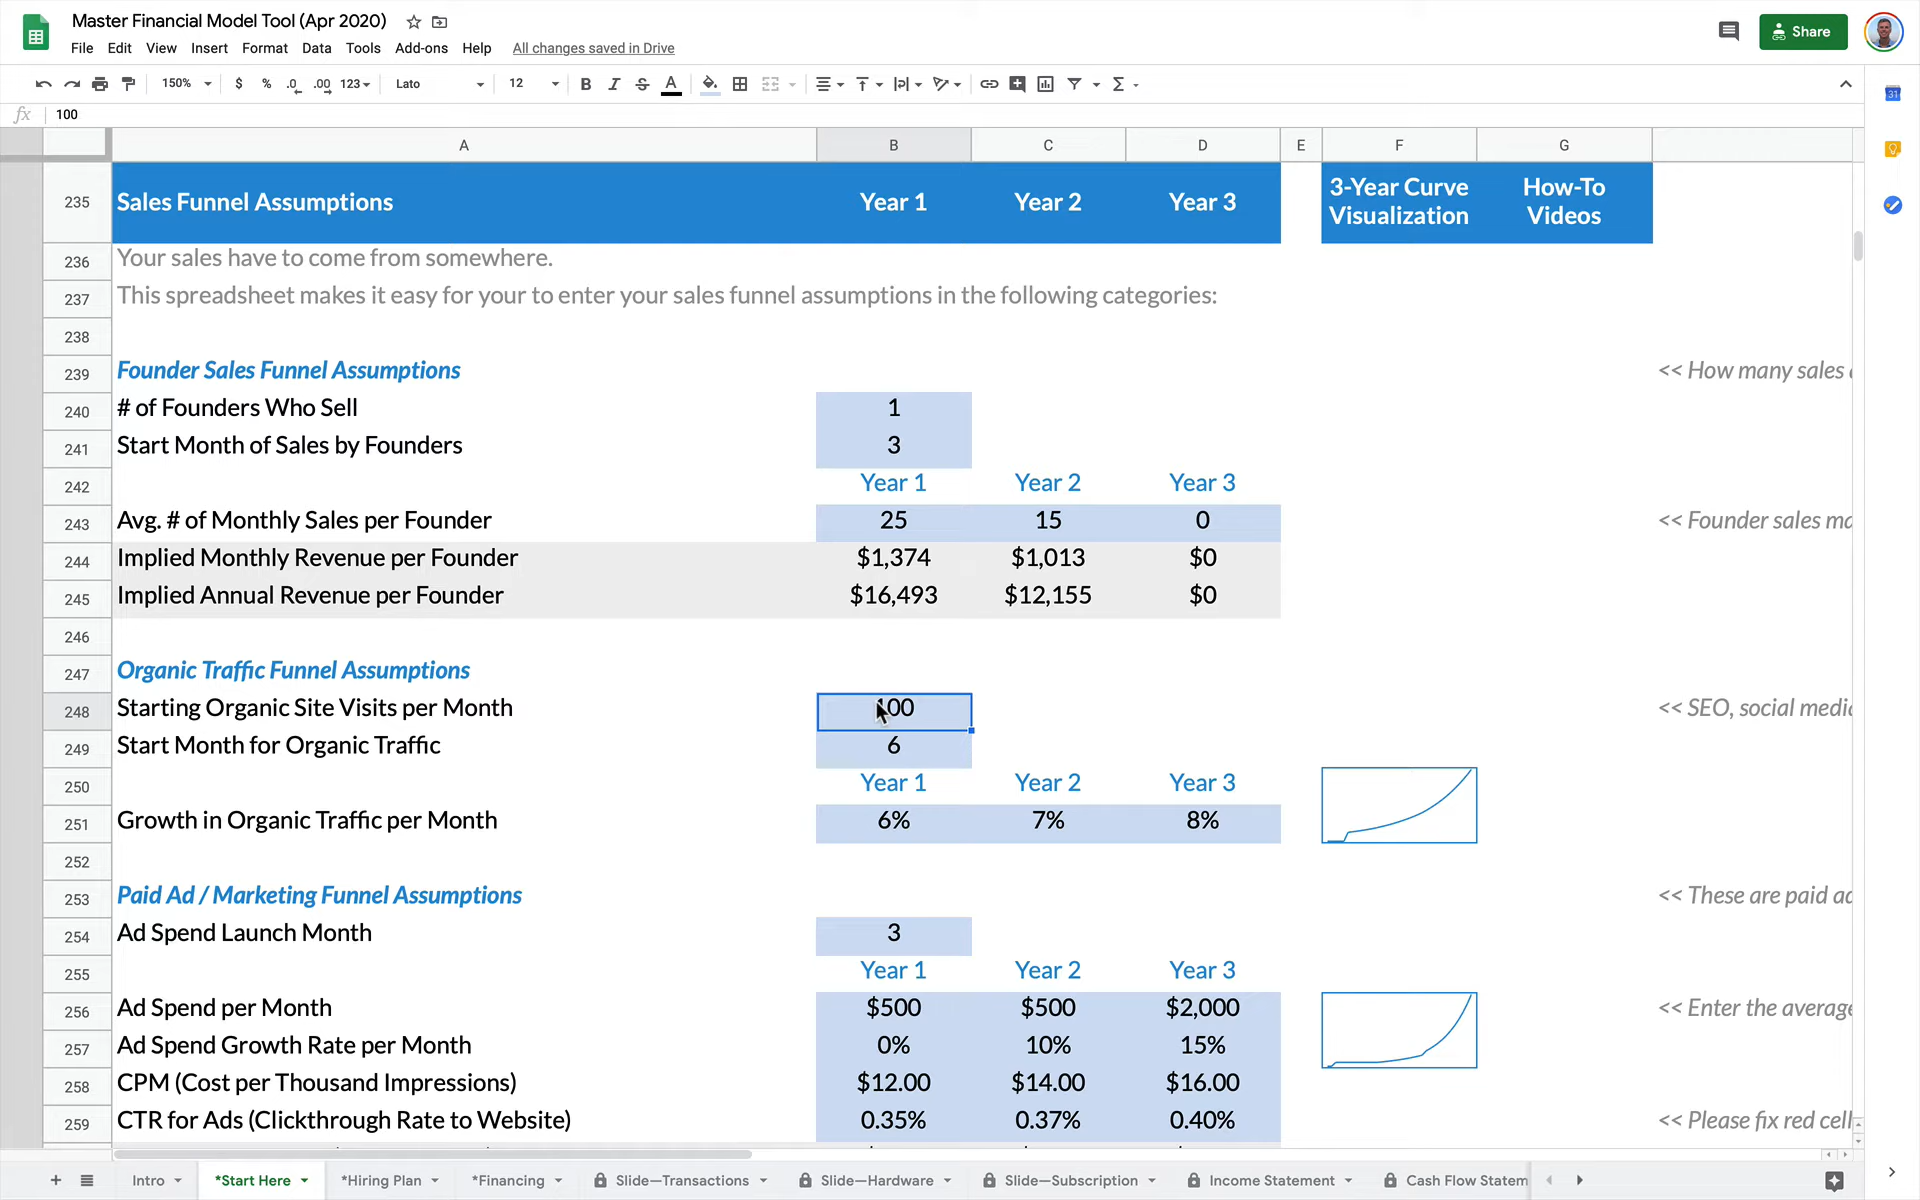 Master Financial Model Tool (Apr 2020)
File Edit View Insert Format Data Tools Add-ons Help All changes saved in Drive
Share
150% $ % .0 .00 123 Lato 12 B I S A
31
fx 100
A B C D E F G
235 Sales Funnel Assumptions Year 1 Year 2 Year 3 3-Year Curve Visualization How-To Videos
236 Your sales have to come from somewhere.
237 This spreadsheet makes it easy for your to enter your sales funnel assumptions in the following categories:
238
239 Founder Sales Funnel Assumptions << How many sales
240 # of Founders Who Sell 1
241 Start Month of Sales by Founders 3
242 Year 1 Year 2 Year 3
243 Avg. # of Monthly Sales per Founder 25 15 0 << Founder sales
244 Implied Monthly Revenue per Founder $1,374 $1,013 $0
245 Implied Annual Revenue per Founder $16,493 $12,155 $0
246
247 Organic Traffic Funnel Assumptions
248 Starting Organic Site Visits per Month 100 << SEO, social
249 Start Month for Organic Traffic 6
250 Year 1 Year 2 Year 3
251 Growth in Organic Traffic per Month 6% 7% 8%
252
253 Paid Ad / Marketing Funnel Assumptions << These are paid
254 Ad Spend Launch Month 3
255 Year 1 Year 2 Year 3
256 Ad Spend per Month $500 $500 $2,000 << Enter the average
257 Ad Spend Growth Rate per Month 0% 10% 15%
258 CPM (Cost per Thousand Impressions) $12.00 $14.00 $16.00
259 CTR for Ads (Clickthrough Rate to Website) 0.35% 0.37% 0.40% << Please fix red cell
Intro *Start Here *Hiring Plan *Financing Slide—Transactions Slide—Hardware Slide—Subscription Income Statement Cash Flow Statem